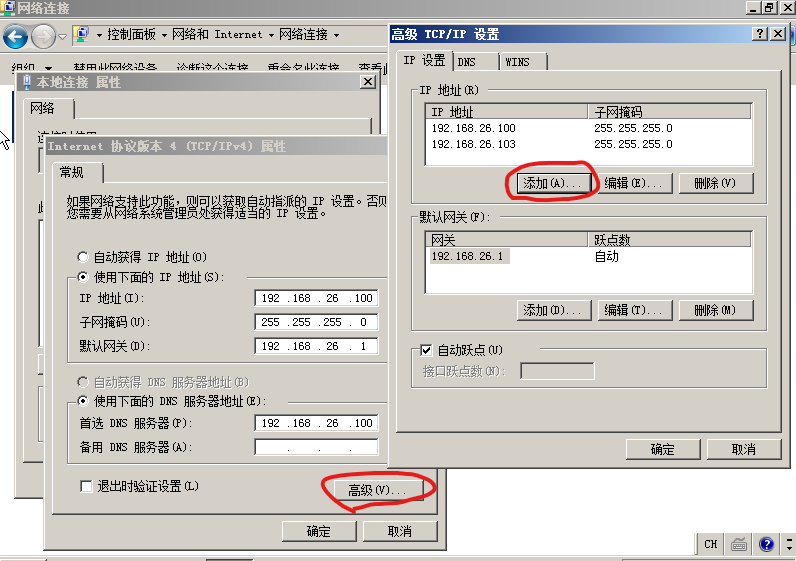 网络连接
控制面板 网络和 Internet 网络连接
组织 禁用此网络设备 诊断这个连接 重命名此连接 查看此
本地连接 属性
网络
连接时使用
Internet 协议版本 4 (TCP/IPv4) 属性
常规
如果网络支持此功能，则可以获取自动指派的 IP 设置。否则
您需要从网络系统管理员处获得适当的 IP 设置。
自动获得 IP 地址(O)
使用下面的 IP 地址(S):
IP 地址(I): 192 .168 . 26 .100
子网掩码(U): 255 .255 .255 . 0
默认网关(D): 192 .168 . 26 . 1
自动获得 DNS 服务器地址(B)
使用下面的 DNS 服务器地址(E):
首选 DNS 服务器(P): 192 .168 . 26 .100
备用 DNS 服务器(A): . . .
退出时验证设置(L)
高级(V)...
确定 取消
高级 TCP/IP 设置
IP 设置 DNS WINS
IP 地址(R)
IP 地址 子网掩码
192.168.26.100 255.255.255.0
192.168.26.103 255.255.255.0
添加(A)... 编辑(E)... 删除(V)
默认网关(F):
网关 跃点数
192.168.26.1 自动
添加(D)... 编辑(T)... 删除(M)
自动跃点(U)
接口跃点数(N):
确定 取消
CH